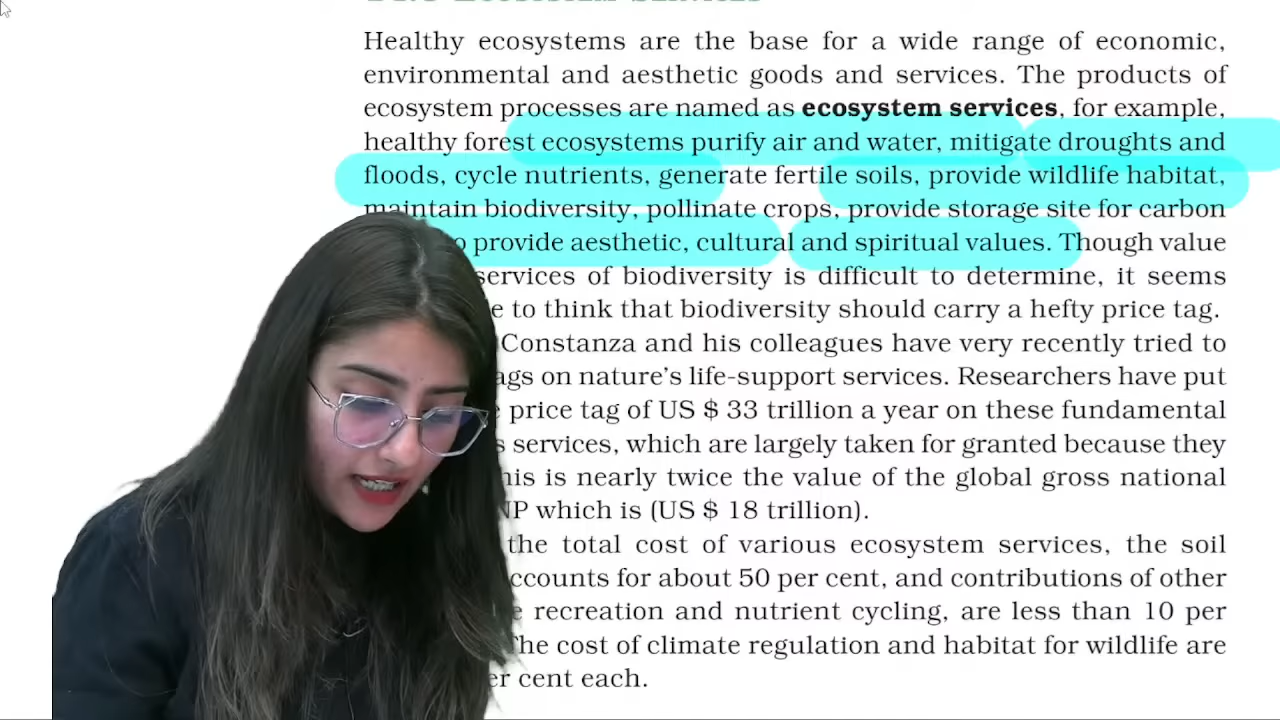 Healthy ecosystems are the base for a wide range of economic,
environmental and aesthetic goods and services. The products of
ecosystem processes are named as ecosystem services, for example,
healthy forest ecosystems purify air and water, mitigate droughts and
floods, cycle nutrients, generate fertile soils, provide wildlife habitat,
maintain biodiversity, pollinate crops, provide storage site for carbon
provide aesthetic, cultural and spiritual values. Though value
services of biodiversity is difficult to determine, it seems
to think that biodiversity should carry a hefty price tag.
Constanza and his colleagues have very recently tried to
on nature’s life-support services. Researchers have put
price tag of US $ 33 trillion a year on these fundamental
services, which are largely taken for granted because they
is nearly twice the value of the global gross national
which is (US $ 18 trillion).
the total cost of various ecosystem services, the soil
for about 50 per cent, and contributions of other
recreation and nutrient cycling, are less than 10 per
The cost of climate regulation and habitat for wildlife are
cent each.